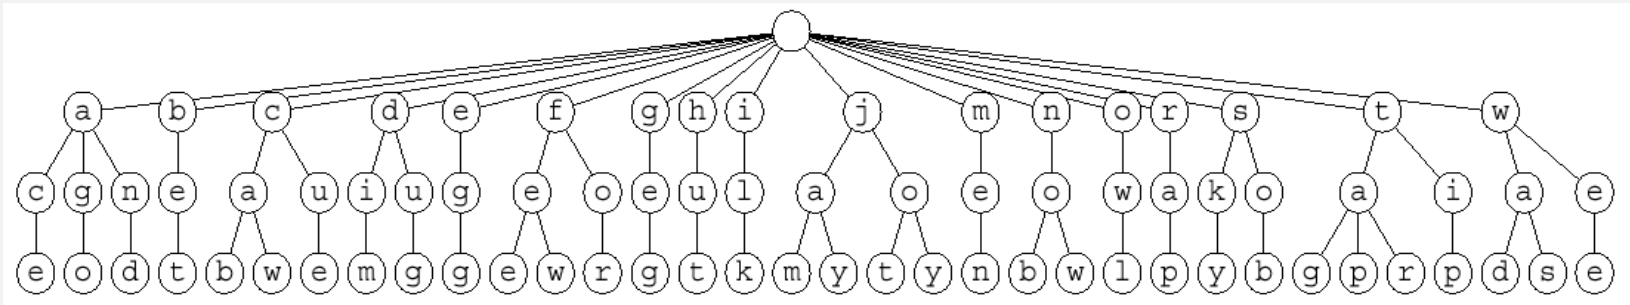 a b c d e f g h i j m n o r s t w
c g n e a u i u g e o e u l a o e o w a k o a i a e
e o d t b w e m g g e w r g t k m y t y n b w l p y b g p r p d s e